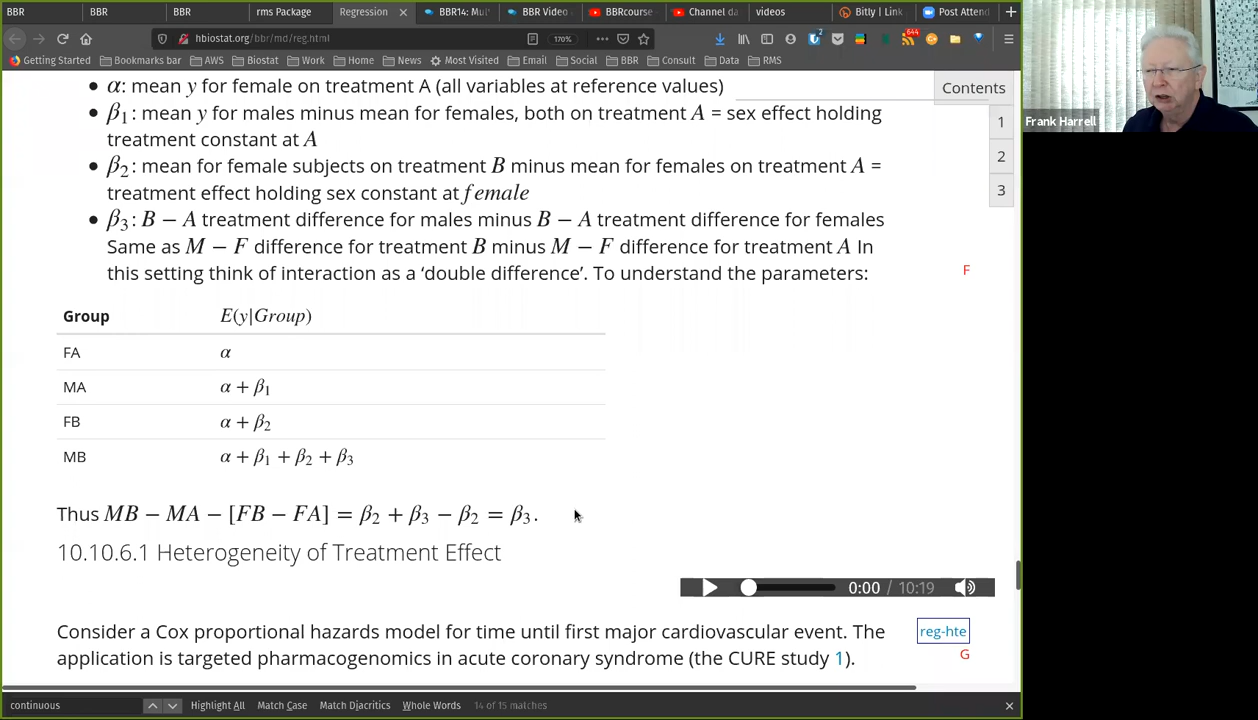 BBR
BBR
BBR
rms Package
Regression
BBR14: Mul
BBR Video
BBRcourse
Channel da
videos
Bitly | Link
Post Attend
hbiostat.org/bbr/md/reg.html
170%
2
644
Getting Started
Bookmarks bar
AWS
Biostat
Work
Home
News
Most Visited
Email
Social
BBR
Consult
Data
RMS
• α: mean y for female on treatment A (all variables at reference values)
• β₁: mean y for males minus mean for females, both on treatment A = sex effect holding
treatment constant at A
• β₂: mean for female subjects on treatment B minus mean for females on treatment A =
treatment effect holding sex constant at female
• β₃: B − A treatment difference for males minus B − A treatment difference for females
Same as M − F difference for treatment B minus M − F difference for treatment A In
this setting think of interaction as a ‘double difference’. To understand the parameters:
F
Contents
1
2
3
Frank Harrell
Group E(y|Group)
FA α
MA α + β₁
FB α + β₂
MB α + β₁ + β₂ + β₃
Thus MB − MA − [FB − FA] = β₂ + β₃ − β₂ = β₃.
10.10.6.1 Heterogeneity of Treatment Effect
0:00 / 10:19
Consider a Cox proportional hazards model for time until first major cardiovascular event. The
application is targeted pharmacogenomics in acute coronary syndrome (the CURE study 1).
reg-hte
G
continuous
Highlight All
Match Case
Match Diacritics
Whole Words
14 of 15 matches